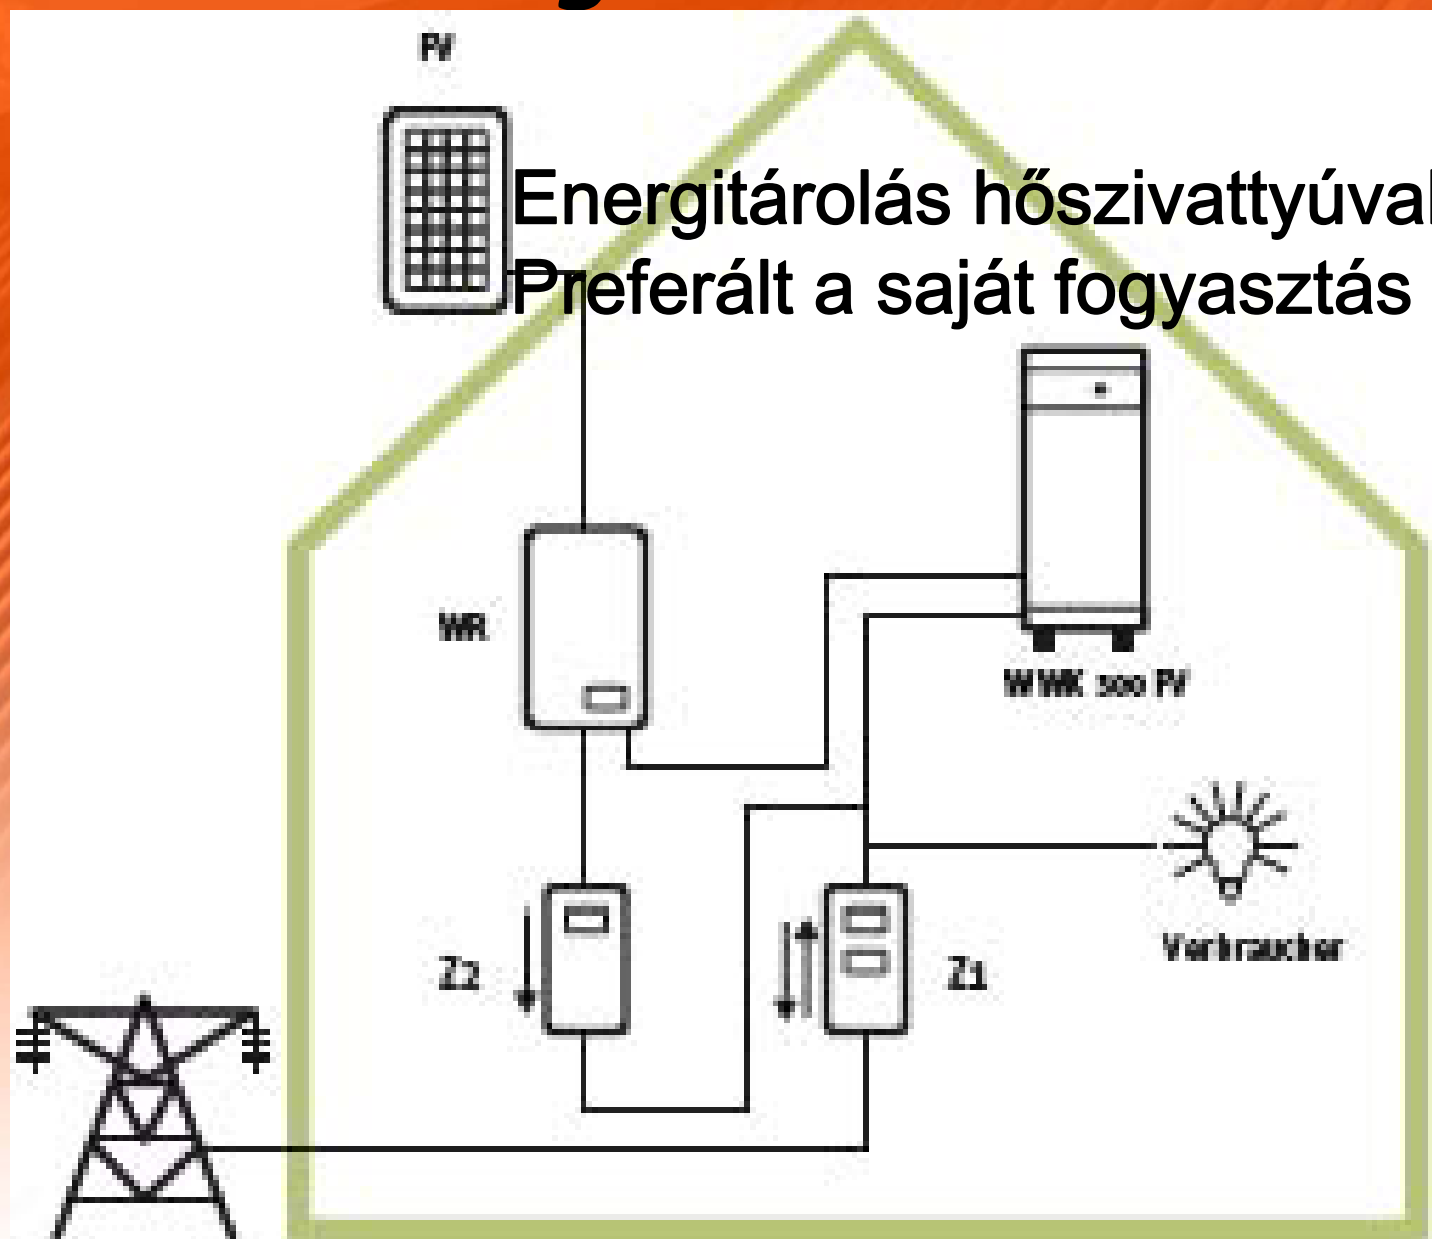 PV
Energitárolás hőszivattyúval
Preferált a saját fogyasztás
WR
WWK 300 PV
Verbraucher
Z2
Z1